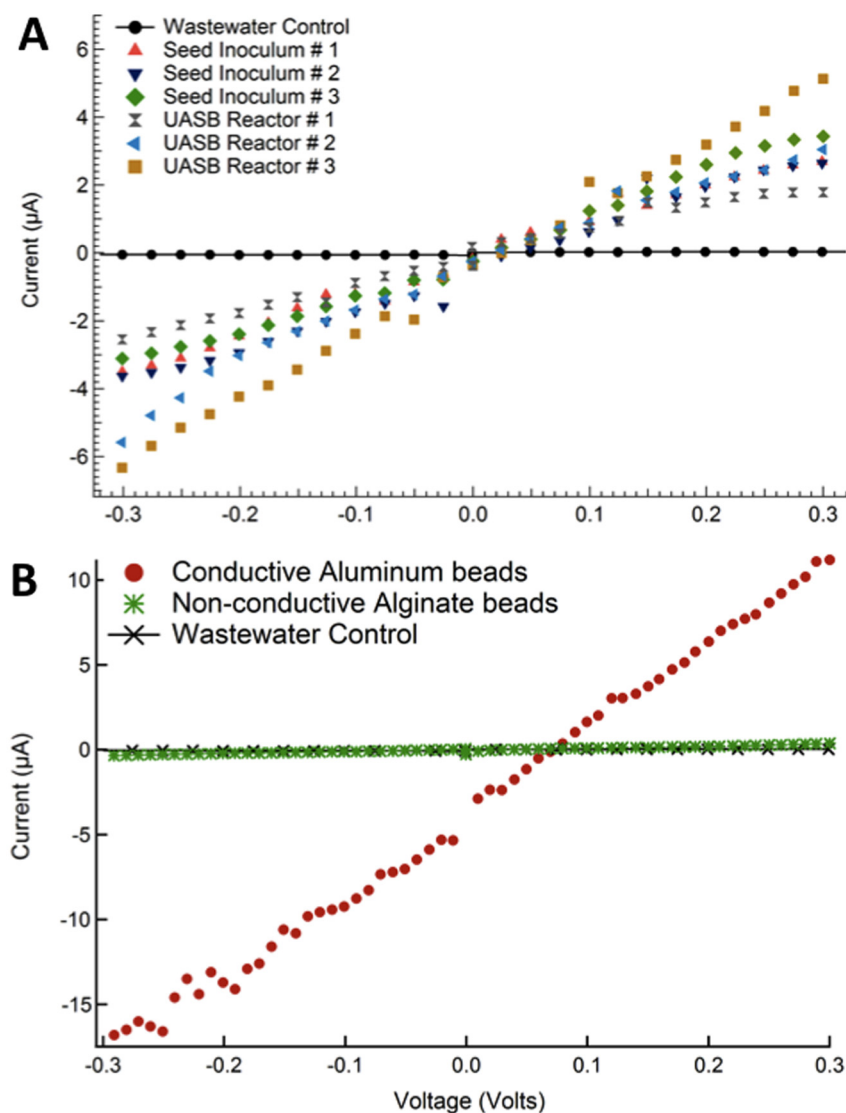 A
Wastewater Control
Seed Inoculum # 1
Seed Inoculum # 2
Seed Inoculum # 3
UASB Reactor # 1
UASB Reactor # 2
UASB Reactor # 3
Current (µA)
6
4
2
0
-2
-4
-6
-0.3 -0.2 -0.1 0.0 0.1 0.2 0.3
B
Conductive Aluminum beads
Non-conductive Alginate beads
Wastewater Control
Current (µA)
10
5
0
-5
-10
-15
-0.3 -0.2 -0.1 0.0 0.1 0.2 0.3
Voltage (Volts)